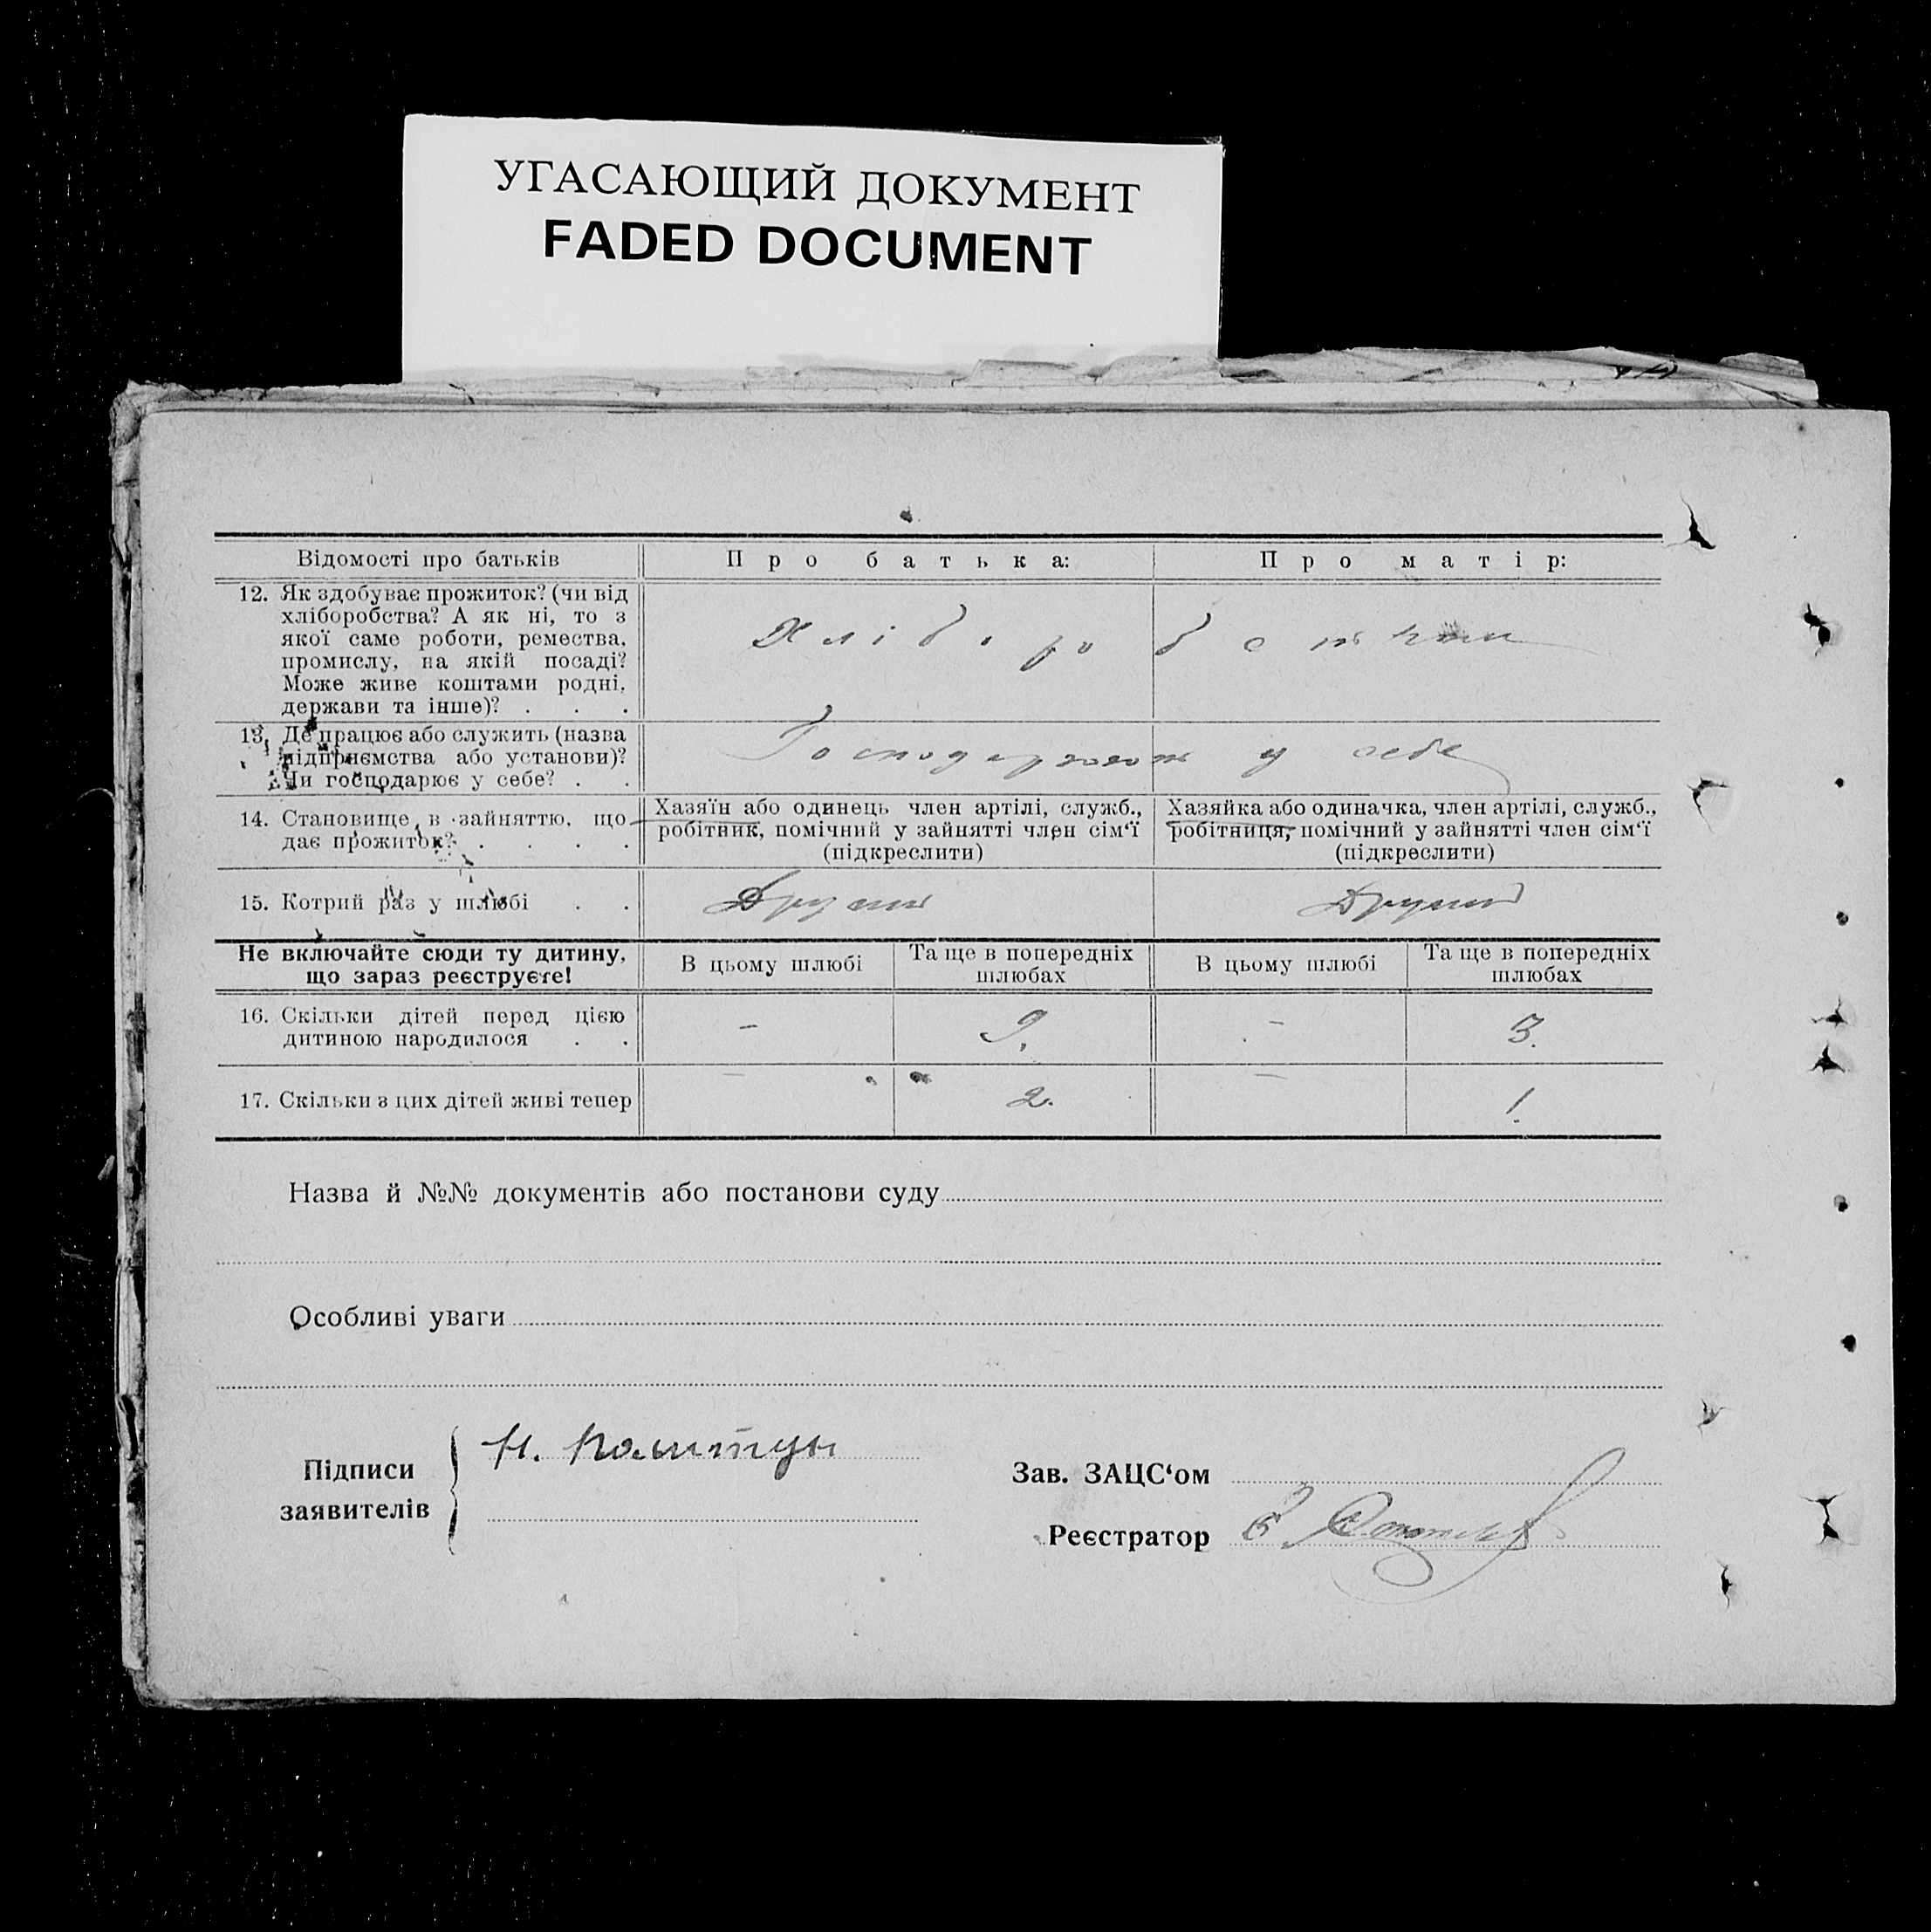 УГАСАЮЩИЙ ДОКУМЕНТ
FADED DOCUMENT
Відомості про батьків
Про батька:
Про матір:
12. Як здобуває прожиток? (чи від
хліборобства? А як ні, то з
якої саме роботи, ремества,
промислу, на якій посаді?
Може живе коштами родні,
держави та інше)? . . .
Хліборобством
13. Де працює або служить (назва
підприємства або установи)?
Чи господарює у себе? . .
Господарюють у себе
14. Становище в зайняттю, що
дає прожиток? . . . .
Хазяїн або одинець член артілі, служб.,
робітник, помічний у зайнятті член сім‘ї
(підкреслити)
Хазяйка або одиначка, член артілі, служб.,
робітниця, помічний у зайнятті член сім‘ї
(підкреслити)
15. Котрий раз у шлюбі . .
Другий
Другий
Не включайте сюди ту дитину,
що зараз реєструєте!
В цьому шлюбі
Та ще в попередніх
шлюбах
В цьому шлюбі
Та ще в попередніх
шлюбах
16. Скільки дітей перед цією
дитиною народилося . .
– 9. – 3.
17. Скільки з цих дітей живі тепер
– 2. – 1.
Назва й №№ документів або постанови суду
Особливі уваги
Підписи
заявителів
Н. Коштун
Зав. ЗАЦС‘ом
Реєстратор